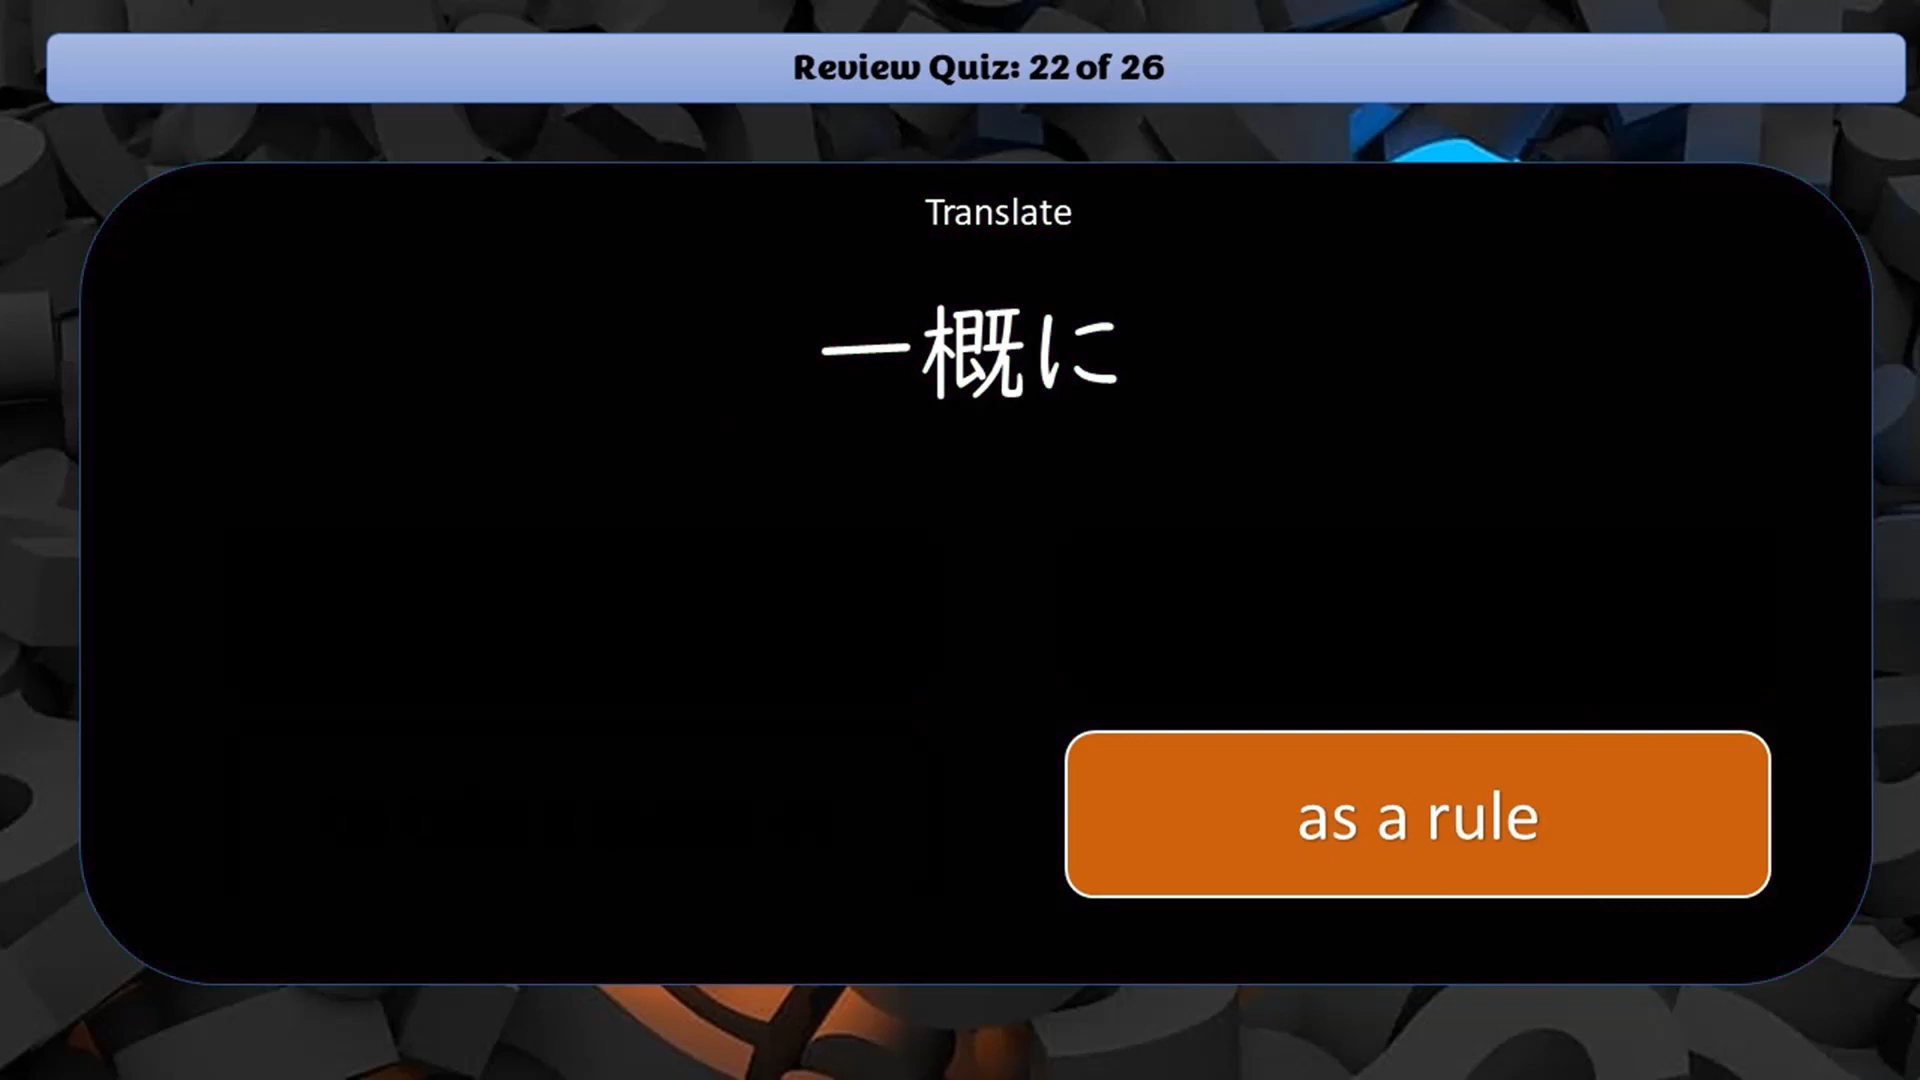 Review Quiz: 22 of 26
Translate
一概に
as a rule